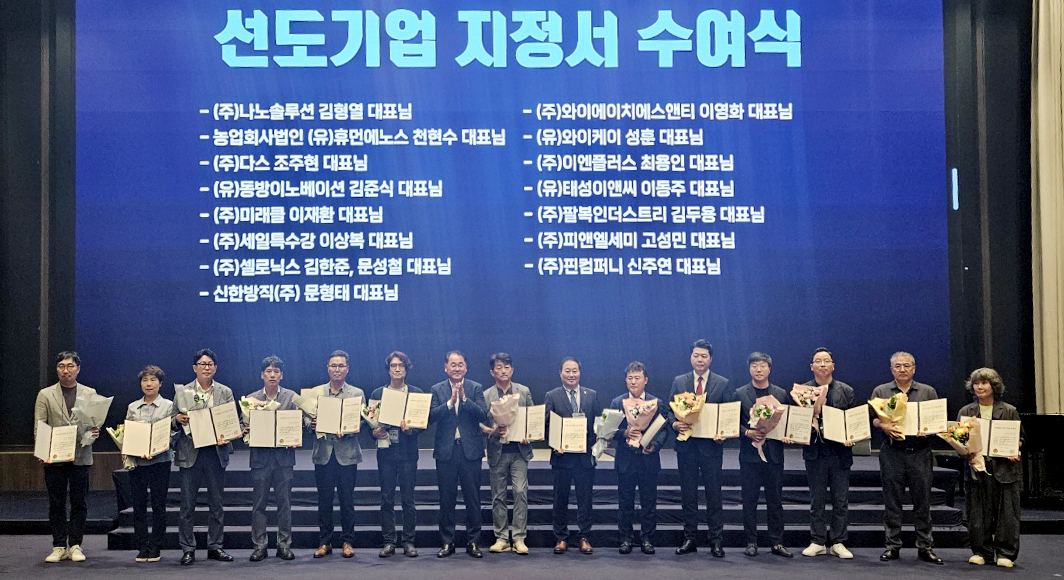 선도기업 지정서 수여식
- (주)나노솔루션 김형열 대표님
- 농업회사법인 (유)휴먼에노스 천현수 대표님
- (주)다스 조주현 대표님
- (유)동방이노베이션 김준식 대표님
- (주)미래클 이재환 대표님
- (주)세일특수강 이상복 대표님
- (주)셀로닉스 김한준, 문성철 대표님
- 신한방직(주) 문형태 대표님
- (주)와이에이치에스앤티 이영화 대표님
- (유)와이케이 성훈 대표님
- (주)이엔플러스 최용인 대표님
- (유)태성이앤씨 이동주 대표님
- (주)팔복인더스트리 김두용 대표님
- (주)피앤엘세미 고성민 대표님
- (주)핀컴퍼니 신주연 대표님